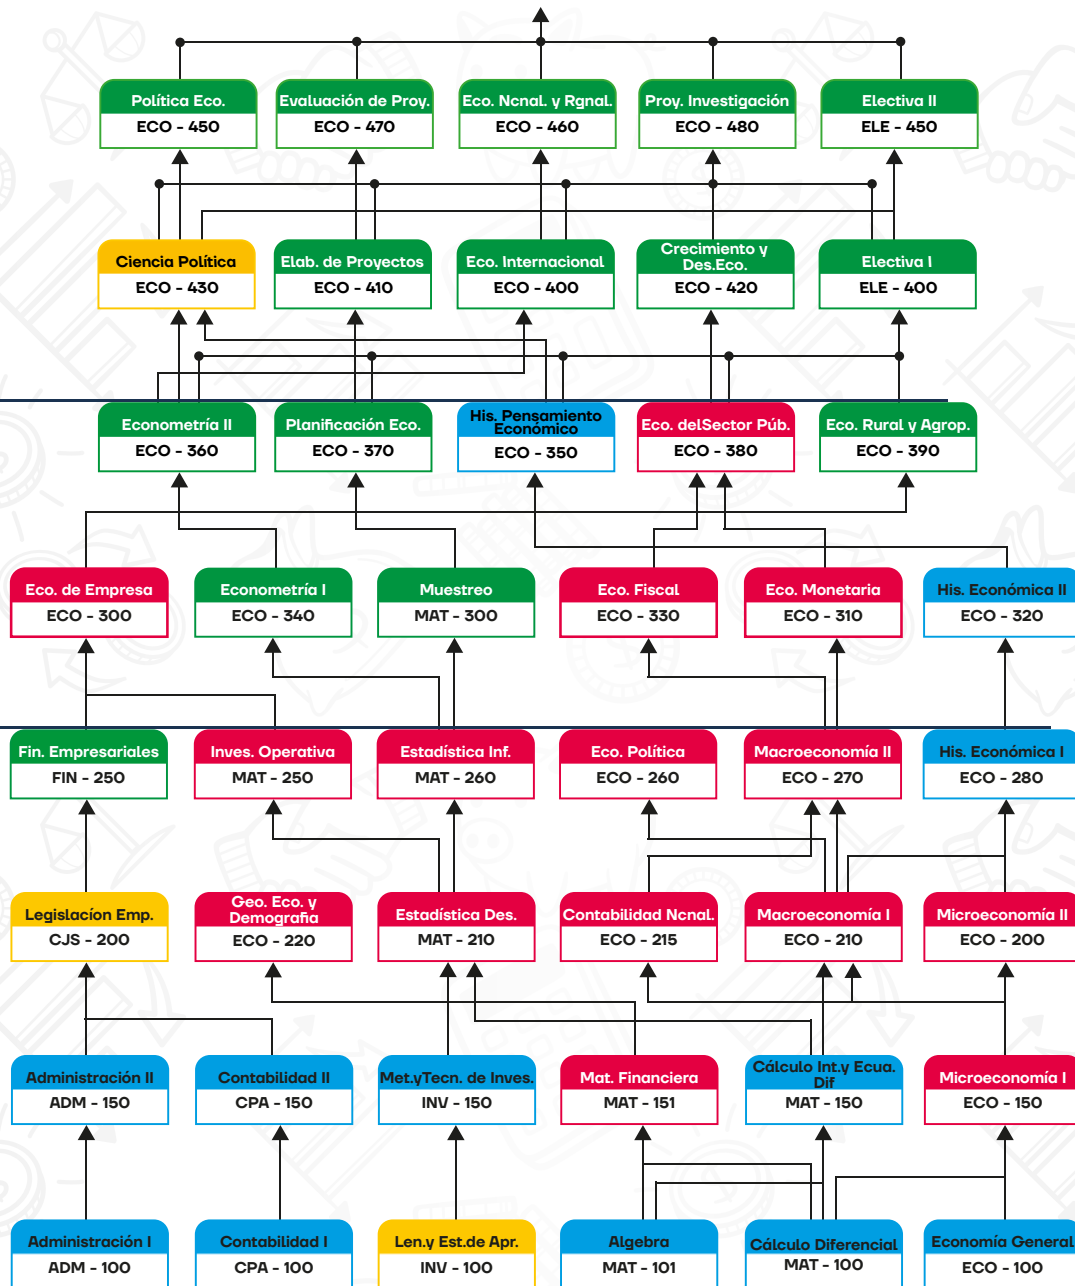 Política Eco.
ECO - 450
Evaluación de Proy.
ECO - 470
Eco. Ncnal. y Rgnal.
ECO - 460
Proy. Investigación
ECO - 480
Electiva II
ELE - 450
Ciencia Política
ECO - 430
Elab. de Proyectos
ECO - 410
Eco. Internacional
ECO - 400
Crecimiento y
Des.Eco.
ECO - 420
Electiva I
ELE - 400
Econometría II
ECO - 360
Planificación Eco.
ECO - 370
His. Pensamiento
Económico
ECO - 350
Eco. delSector Púb.
ECO - 380
Eco. Rural y Agrop.
ECO - 390
Eco. de Empresa
ECO - 300
Econometría I
ECO - 340
Muestreo
MAT - 300
Eco. Fiscal
ECO - 330
Eco. Monetaria
ECO - 310
His. Económica II
ECO - 320
Fin. Empresariales
FIN - 250
Inves. Operativa
MAT - 250
Estadística Inf.
MAT - 260
Eco. Política
ECO - 260
Macroeconomía II
ECO - 270
His. Económica I
ECO - 280
Legislacíon Emp.
CJS - 200
Geo. Eco. y
Demografia
ECO - 220
Estadística Des.
MAT - 210
Contabilidad Ncnal.
ECO - 215
Macroeconomía I
ECO - 210
Microeconomía II
ECO - 200
Administración II
ADM - 150
Contabilidad II
CPA - 150
Met.yTecn. de Inves.
INV - 150
Mat. Financiera
MAT - 151
Cálculo Int.y Ecua.
Dif
MAT - 150
Microeconomía I
ECO - 150
Administración I
ADM - 100
Contabilidad I
CPA - 100
Len.y Est.de Apr.
INV - 100
Algebra
MAT - 101
Cálculo Diferencial
MAT - 100
Economía General
ECO - 100